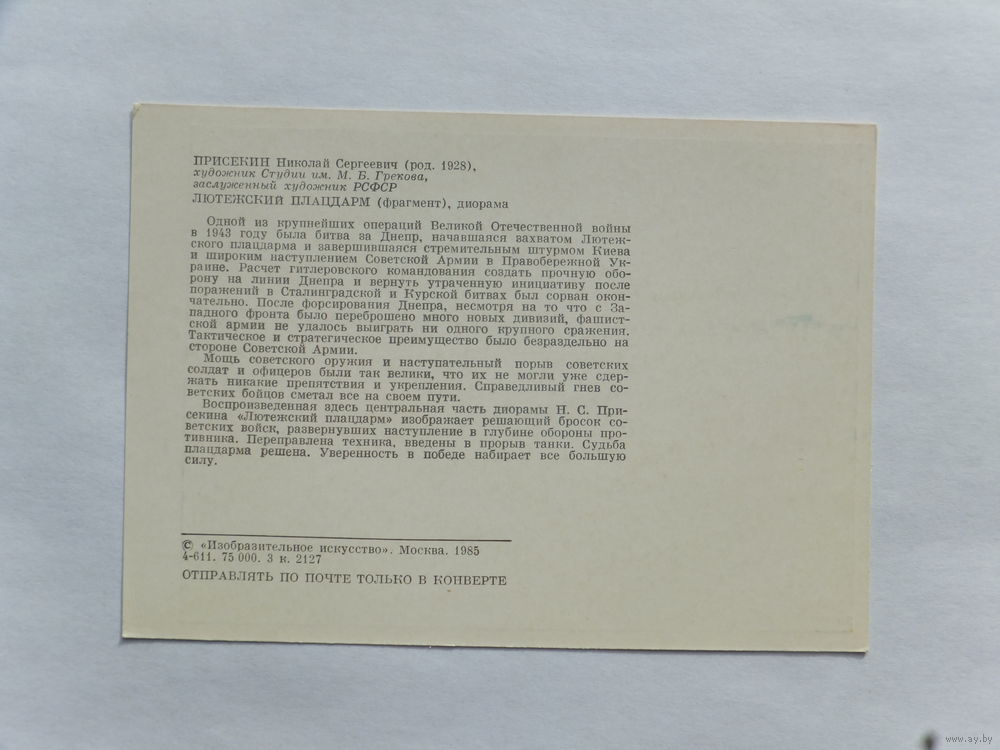 ПРИСЕКИН Николай Сергеевич (род. 1928),
художник Студии им. М. Б. Грекова,
заслуженный художник РСФСР
ЛЮТЕЖСКИЙ ПЛАЦДАРМ (фрагмент), диорама
Одной из крупнейших операций Великой Отечественной войны
в 1943 году была битва за Днепр, начавшаяся захватом Лютеж-
ского плацдарма и завершившаяся стремительным штурмом Киева
и широким наступлением Советской Армии в Правобережной Ук-
раине. Расчет гитлеровского командования создать прочную обо-
рону на линии Днепра и вернуть утраченную инициативу после
поражений в Сталинградской и Курской битвах был сорван окон-
чательно. После форсирования Днепра, несмотря на то что с За-
падного фронта было переброшено много новых дивизий, фашист-
ской армии не удалось выиграть ни одного крупного сражения.
Тактическое и стратегическое преимущество было безраздельно на
стороне Советской Армии.
Мощь советского оружия и наступательный порыв советских
солдат и офицеров были так велики, что их не могли уже сдер-
жать никакие препятствия и укрепления. Справедливый гнев со-
ветских бойцов сметал все на своем пути.
Воспроизведенная здесь центральная часть диорамы Н. С. При-
секина «Лютежский плацдарм» изображает решающий бросок со-
ветских войск, развернувших наступление в глубине обороны про-
тивника. Переправлена техника, введены в прорыв танки. Судьба
плацдарма решена. Уверенность в победе набирает все большую
силу.
© «Изобразительное искусство». Москва. 1985
4-611. 75 000. 3 к. 2127
ОТПРАВЛЯТЬ ПО ПОЧТЕ ТОЛЬКО В КОНВЕРТЕ
www.ay.by